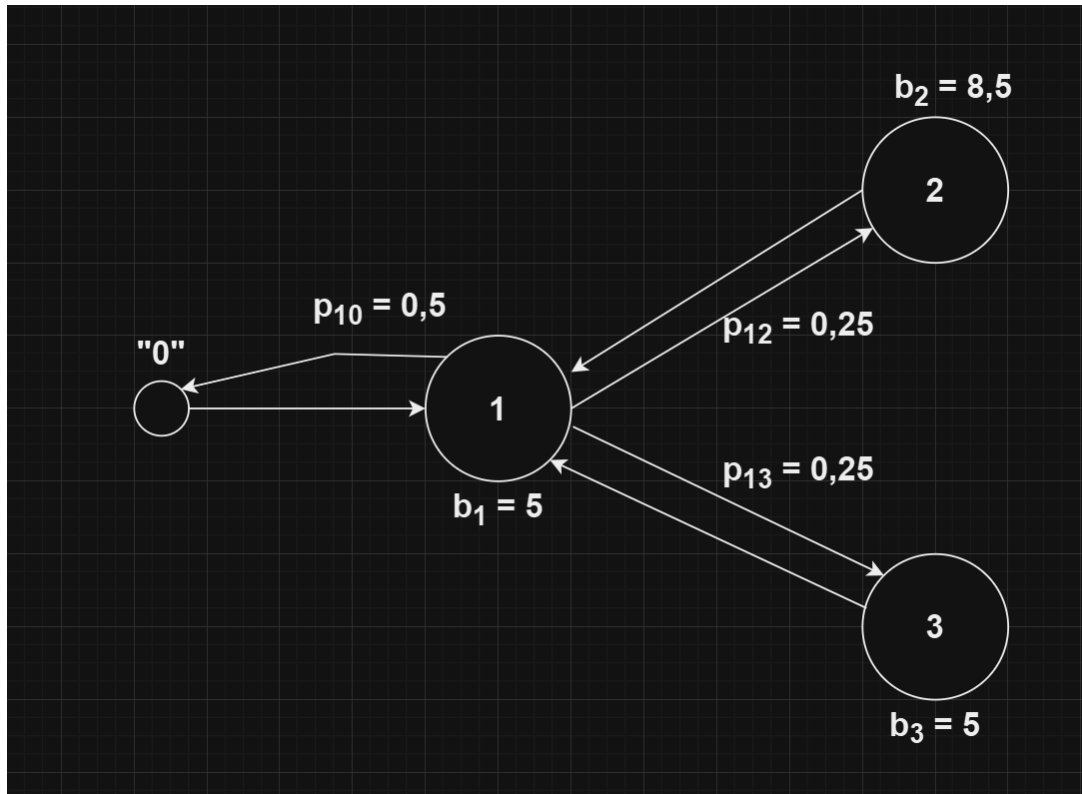 b₂ = 8,5
2
p₁₀ = 0,5
"0"
p₁₂ = 0,25
1
p₁₃ = 0,25
b₁ = 5
3
b₃ = 5